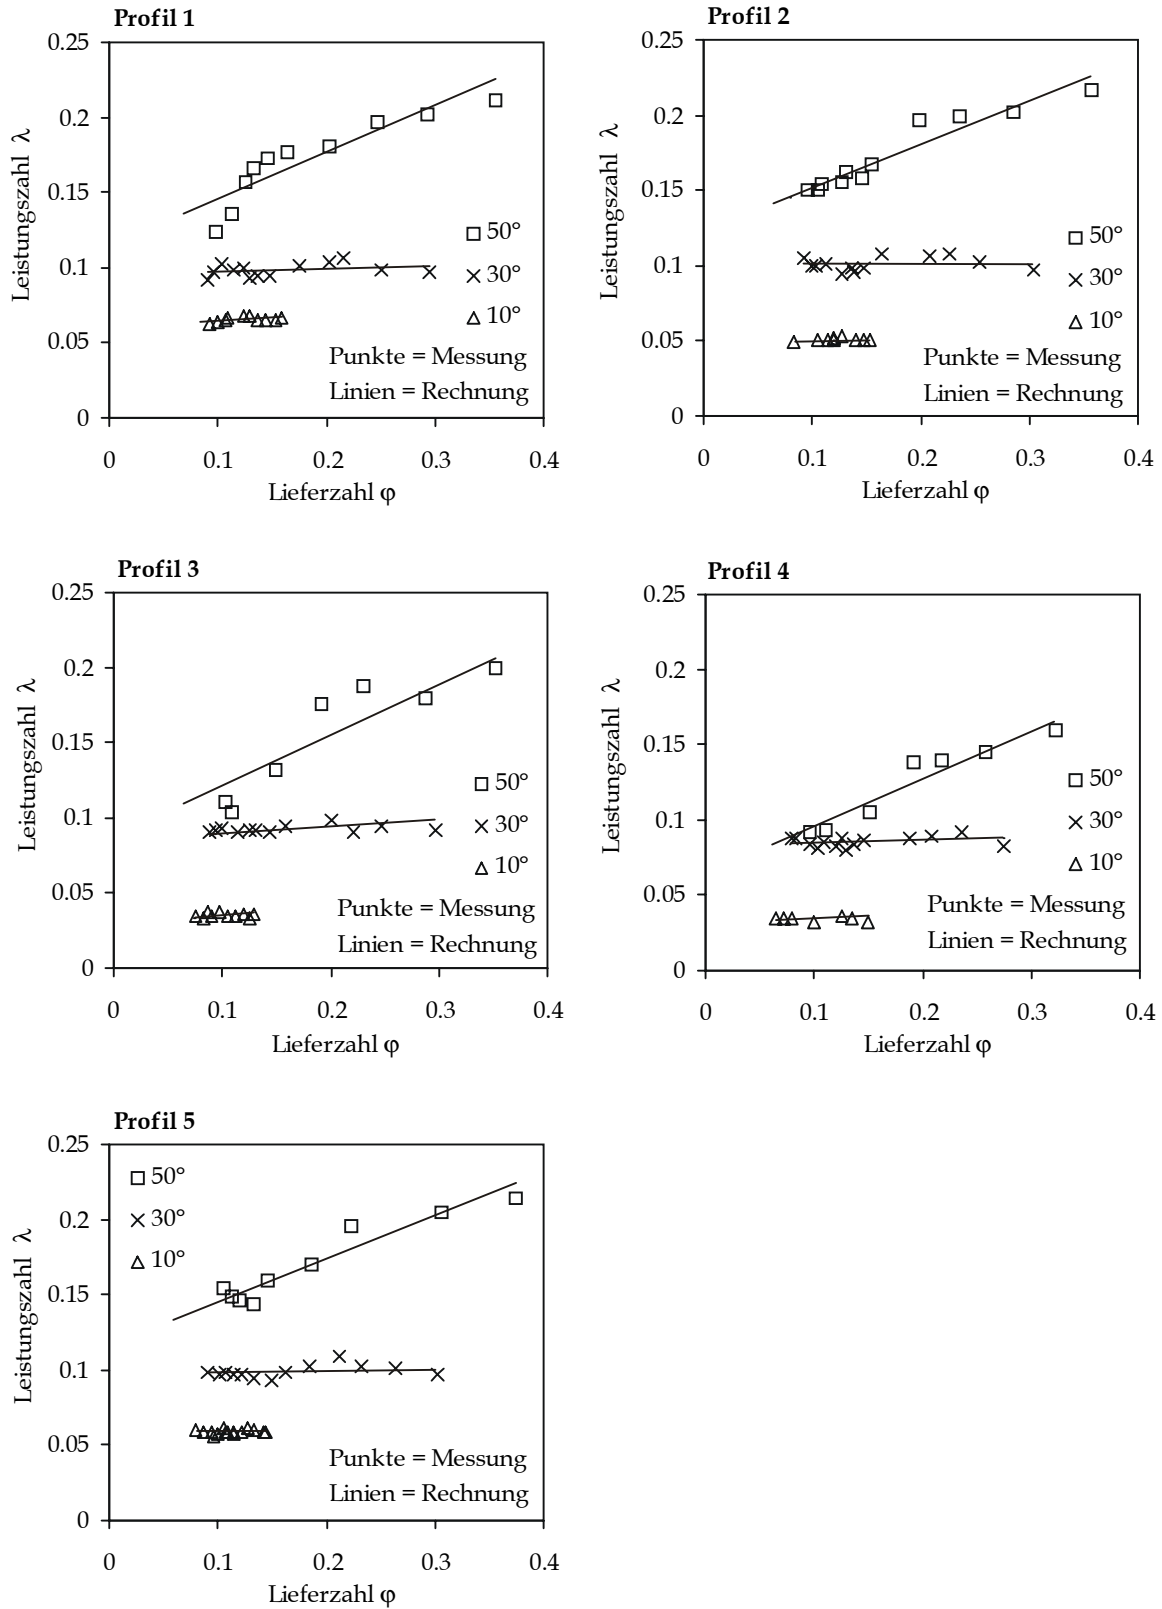 Profil 1
0.25
0.2
0.15
0.1
0.05
0
Leistungszahl λ
50°
30°
10°
Punkte = Messung
Linien = Rechnung
0 0.1 0.2 0.3 0.4
Lieferzahl φ
Profil 2
0.25
0.2
0.15
0.1
0.05
0
Leistungszahl λ
50°
30°
10°
Punkte = Messung
Linien = Rechnung
0 0.1 0.2 0.3 0.4
Lieferzahl φ
Profil 3
0.25
0.2
0.15
0.1
0.05
0
Leistungszahl λ
50°
30°
10°
Punkte = Messung
Linien = Rechnung
0 0.1 0.2 0.3 0.4
Lieferzahl φ
Profil 4
0.25
0.2
0.15
0.1
0.05
0
Leistungszahl λ
50°
30°
10°
Punkte = Messung
Linien = Rechnung
0 0.1 0.2 0.3 0.4
Lieferzahl φ
Profil 5
0.25
0.2
0.15
0.1
0.05
0
Leistungszahl λ
50°
30°
10°
Punkte = Messung
Linien = Rechnung
0 0.1 0.2 0.3 0.4
Lieferzahl φ